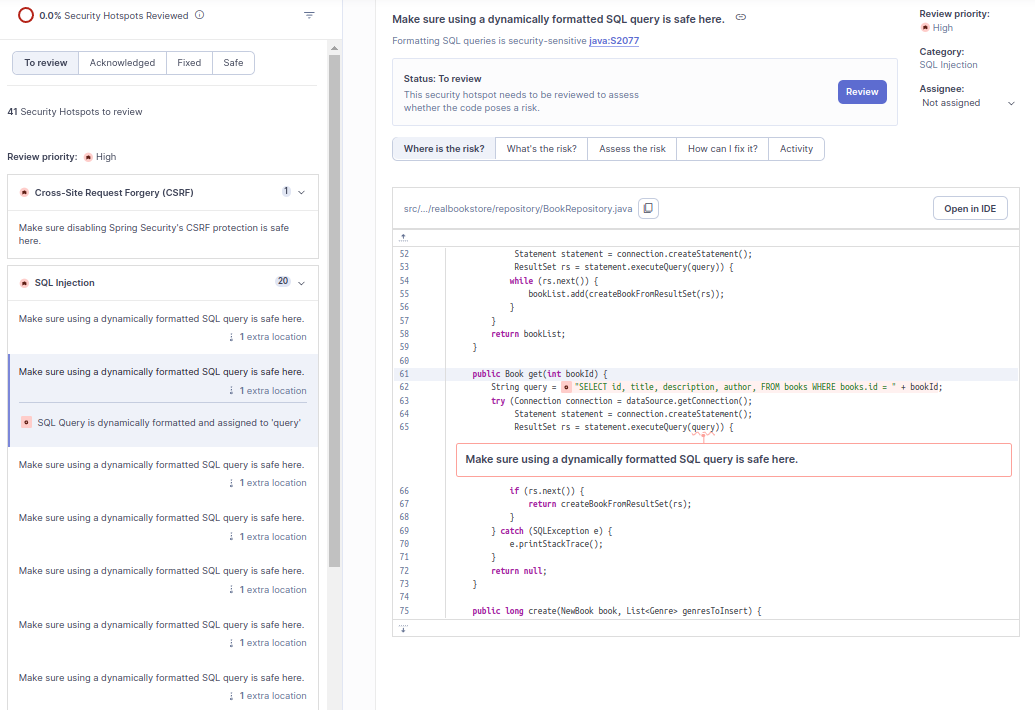 0.0% Security Hotspots Reviewed
To review
Acknowledged
Fixed
Safe
41 Security Hotspots to review
Review priority: High
Cross-Site Request Forgery (CSRF)
1
Make sure disabling Spring Security's CSRF protection is safe
here.
SQL Injection
20
Make sure using a dynamically formatted SQL query is safe here.
1 extra location
Make sure using a dynamically formatted SQL query is safe here.
1 extra location
SQL Query is dynamically formatted and assigned to 'query'
Make sure using a dynamically formatted SQL query is safe here.
1 extra location
Make sure using a dynamically formatted SQL query is safe here.
1 extra location
Make sure using a dynamically formatted SQL query is safe here.
1 extra location
Make sure using a dynamically formatted SQL query is safe here.
1 extra location
Make sure using a dynamically formatted SQL query is safe here.
1 extra location
Make sure using a dynamically formatted SQL query is safe here.
Formatting SQL queries is security-sensitive java:S2077
Status: To review
This security hotspot needs to be reviewed to assess
whether the code poses a risk.
Review
Review priority:
High
Category:
SQL Injection
Assignee:
Not assigned
Where is the risk?
What's the risk?
Assess the risk
How can I fix it?
Activity
src/.../realbookstore/repository/BookRepository.java
Open in IDE
52 Statement statement = connection.createStatement();
53 ResultSet rs = statement.executeQuery(query)) {
54 while (rs.next()) {
55 bookList.add(createBookFromResultSet(rs));
56 }
57 }
58 return bookList;
59 }
60
61 public Book get(int bookId) {
62 String query = "SELECT id, title, description, author, FROM books WHERE books.id = " + bookId;
63 try (Connection connection = dataSource.getConnection();
64 Statement statement = connection.createStatement();
65 ResultSet rs = statement.executeQuery(query)) {
Make sure using a dynamically formatted SQL query is safe here.
66 if (rs.next()) {
67 return createBookFromResultSet(rs);
68 }
69 } catch (SQLException e) {
70 e.printStackTrace();
71 }
72 return null;
73 }
74
75 public long create(NewBook book, List&lt;Genre&gt; genresToInsert) {